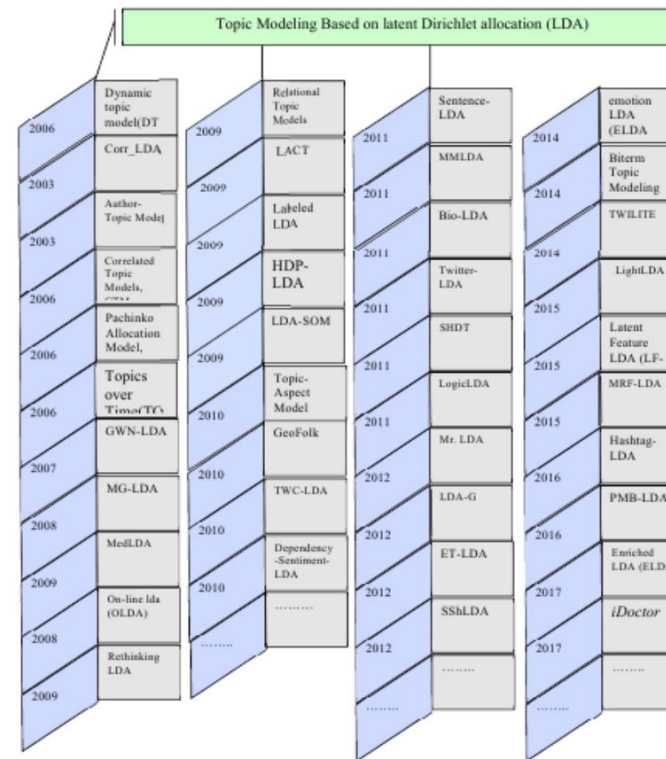 Topic Modeling Based on latent Dirichlet allocation (LDA)
2006
Dynamic
topic
model(DT
2003
Corr_LDA
2003
Author-
Topic Model
2006
Correlated
Topic
Models,
2006
Pachinko
Allocation
Model,
2006
Topics
over
Time(TO
2007
GWN-LDA
2008
MG-LDA
2009
MedLDA
2008
On-line lda
(OLDA)
2009
Rethinking
LDA
2009
Relational
Topic
Models
2009
LACT
2009
Labeled
LDA
2009
HDP-
LDA
2009
LDA-SOM
2010
Topic-
Aspect
Model
2010
GeoFolk
2010
TWC-LDA
2010
Dependency
-Sentiment-
LDA
........
.........
2011
Sentence-
LDA
2011
MMLDA
2011
Bio-LDA
2011
Twitter-
LDA
2011
SHDT
2011
LogicLDA
2012
Mr. LDA
2012
LDA-G
2012
ET-LDA
2012
SShLDA
........
........
2014
emotion
LDA
(ELDA
2014
Biterm
Topic
Modeling
2014
TWILITE
2015
LightLDA
2015
Latent
Feature
LDA (LF-
2015
MRF-LDA
2016
Hashtag-
LDA
2016
PMB-LDA
2017
Enriched
LDA (ELD
2017
iDoctor
........
........